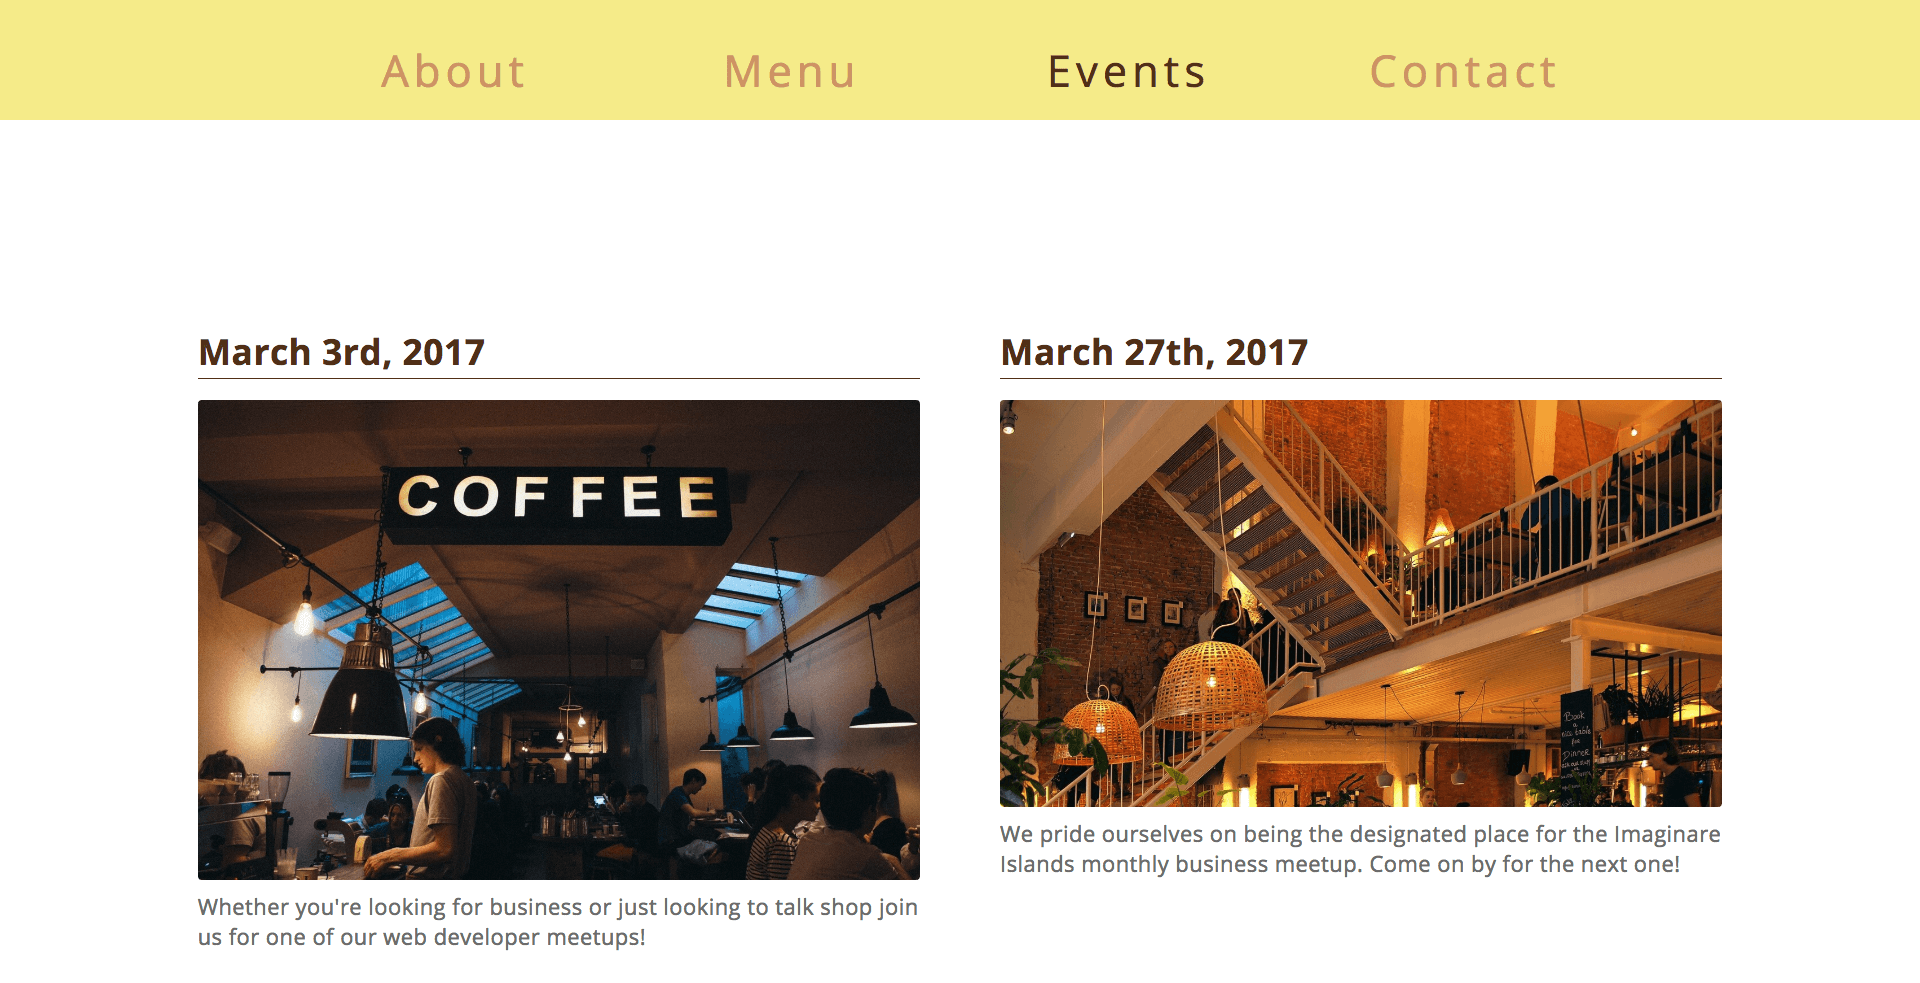 About Menu Events Contact
March 3rd, 2017
COFFEE
Whether you're looking for business or just looking to talk shop join
us for one of our web developer meetups!
March 27th, 2017
Book
a
nice table
for
Dinner
We pride ourselves on being the designated place for the Imaginare
Islands monthly business meetup. Come on by for the next one!